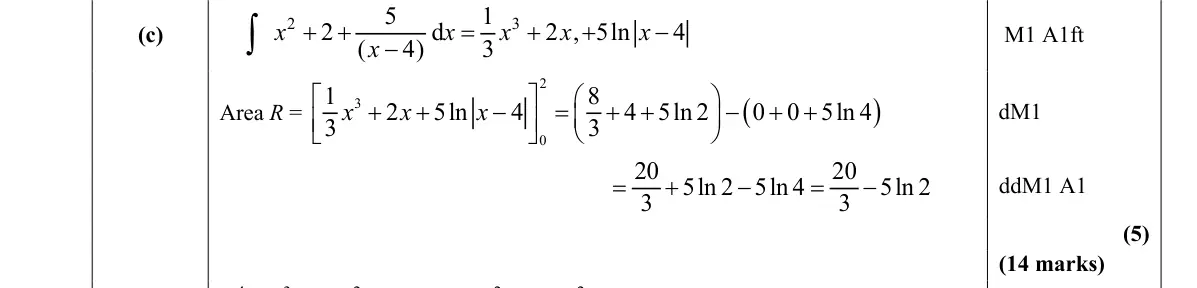 (c) ∫ x² + 2 + 5/(x − 4) dx = 1/3 x³ + 2x, +5 ln|x − 4| M1 A1ft
Area R = [1/3 x³ + 2x + 5 ln|x − 4|]₀² = (8/3 + 4 + 5 ln 2) − (0 + 0 + 5 ln 4) dM1
= 20/3 + 5 ln 2 − 5 ln 4 = 20/3 − 5 ln 2 ddM1 A1
(5)
(14 marks)